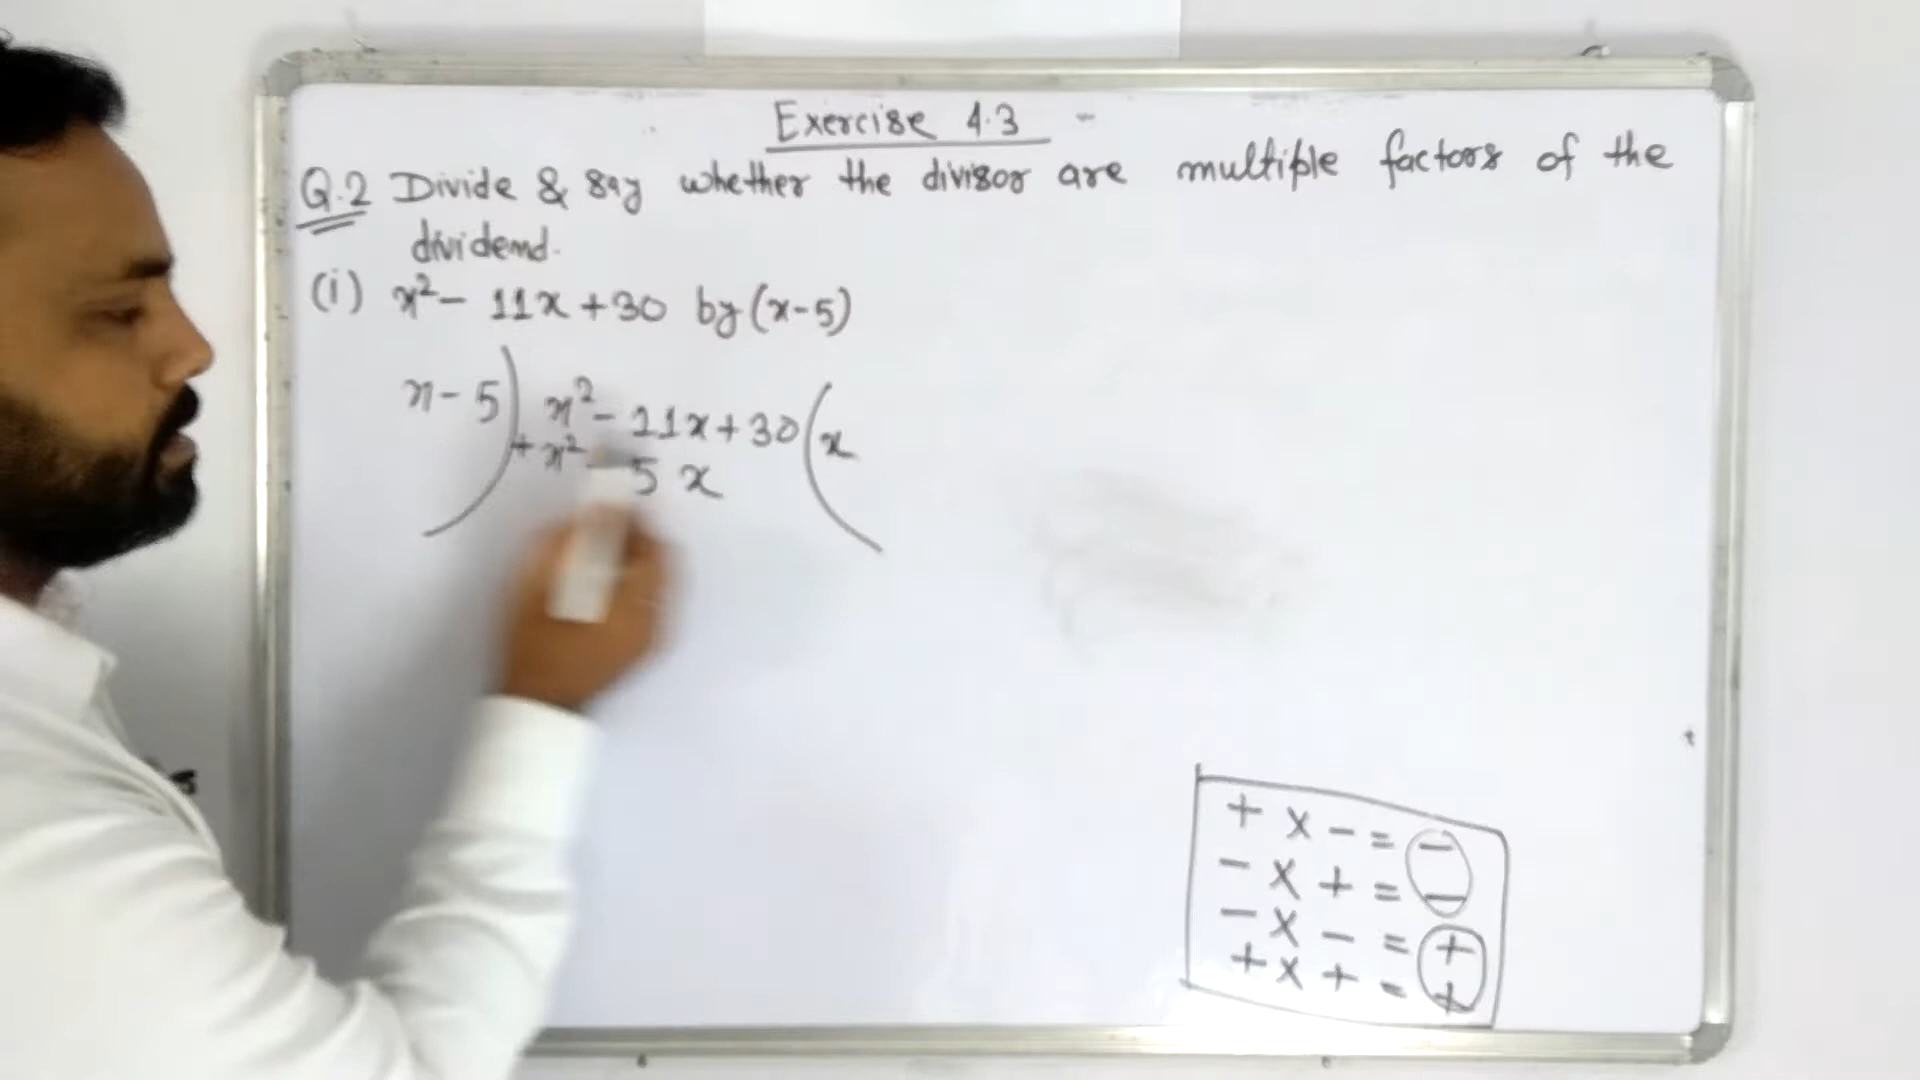 Exercise 4.3
Q.2 Divide & say whether the divisor are multiple factors of the
dividend.
(i) x² - 11x + 30 by (x-5)
x - 5) x² - 11x + 30 (x
+ x² - 5x
+ x - = -
- x + = -
- x - = +
+ x + = +